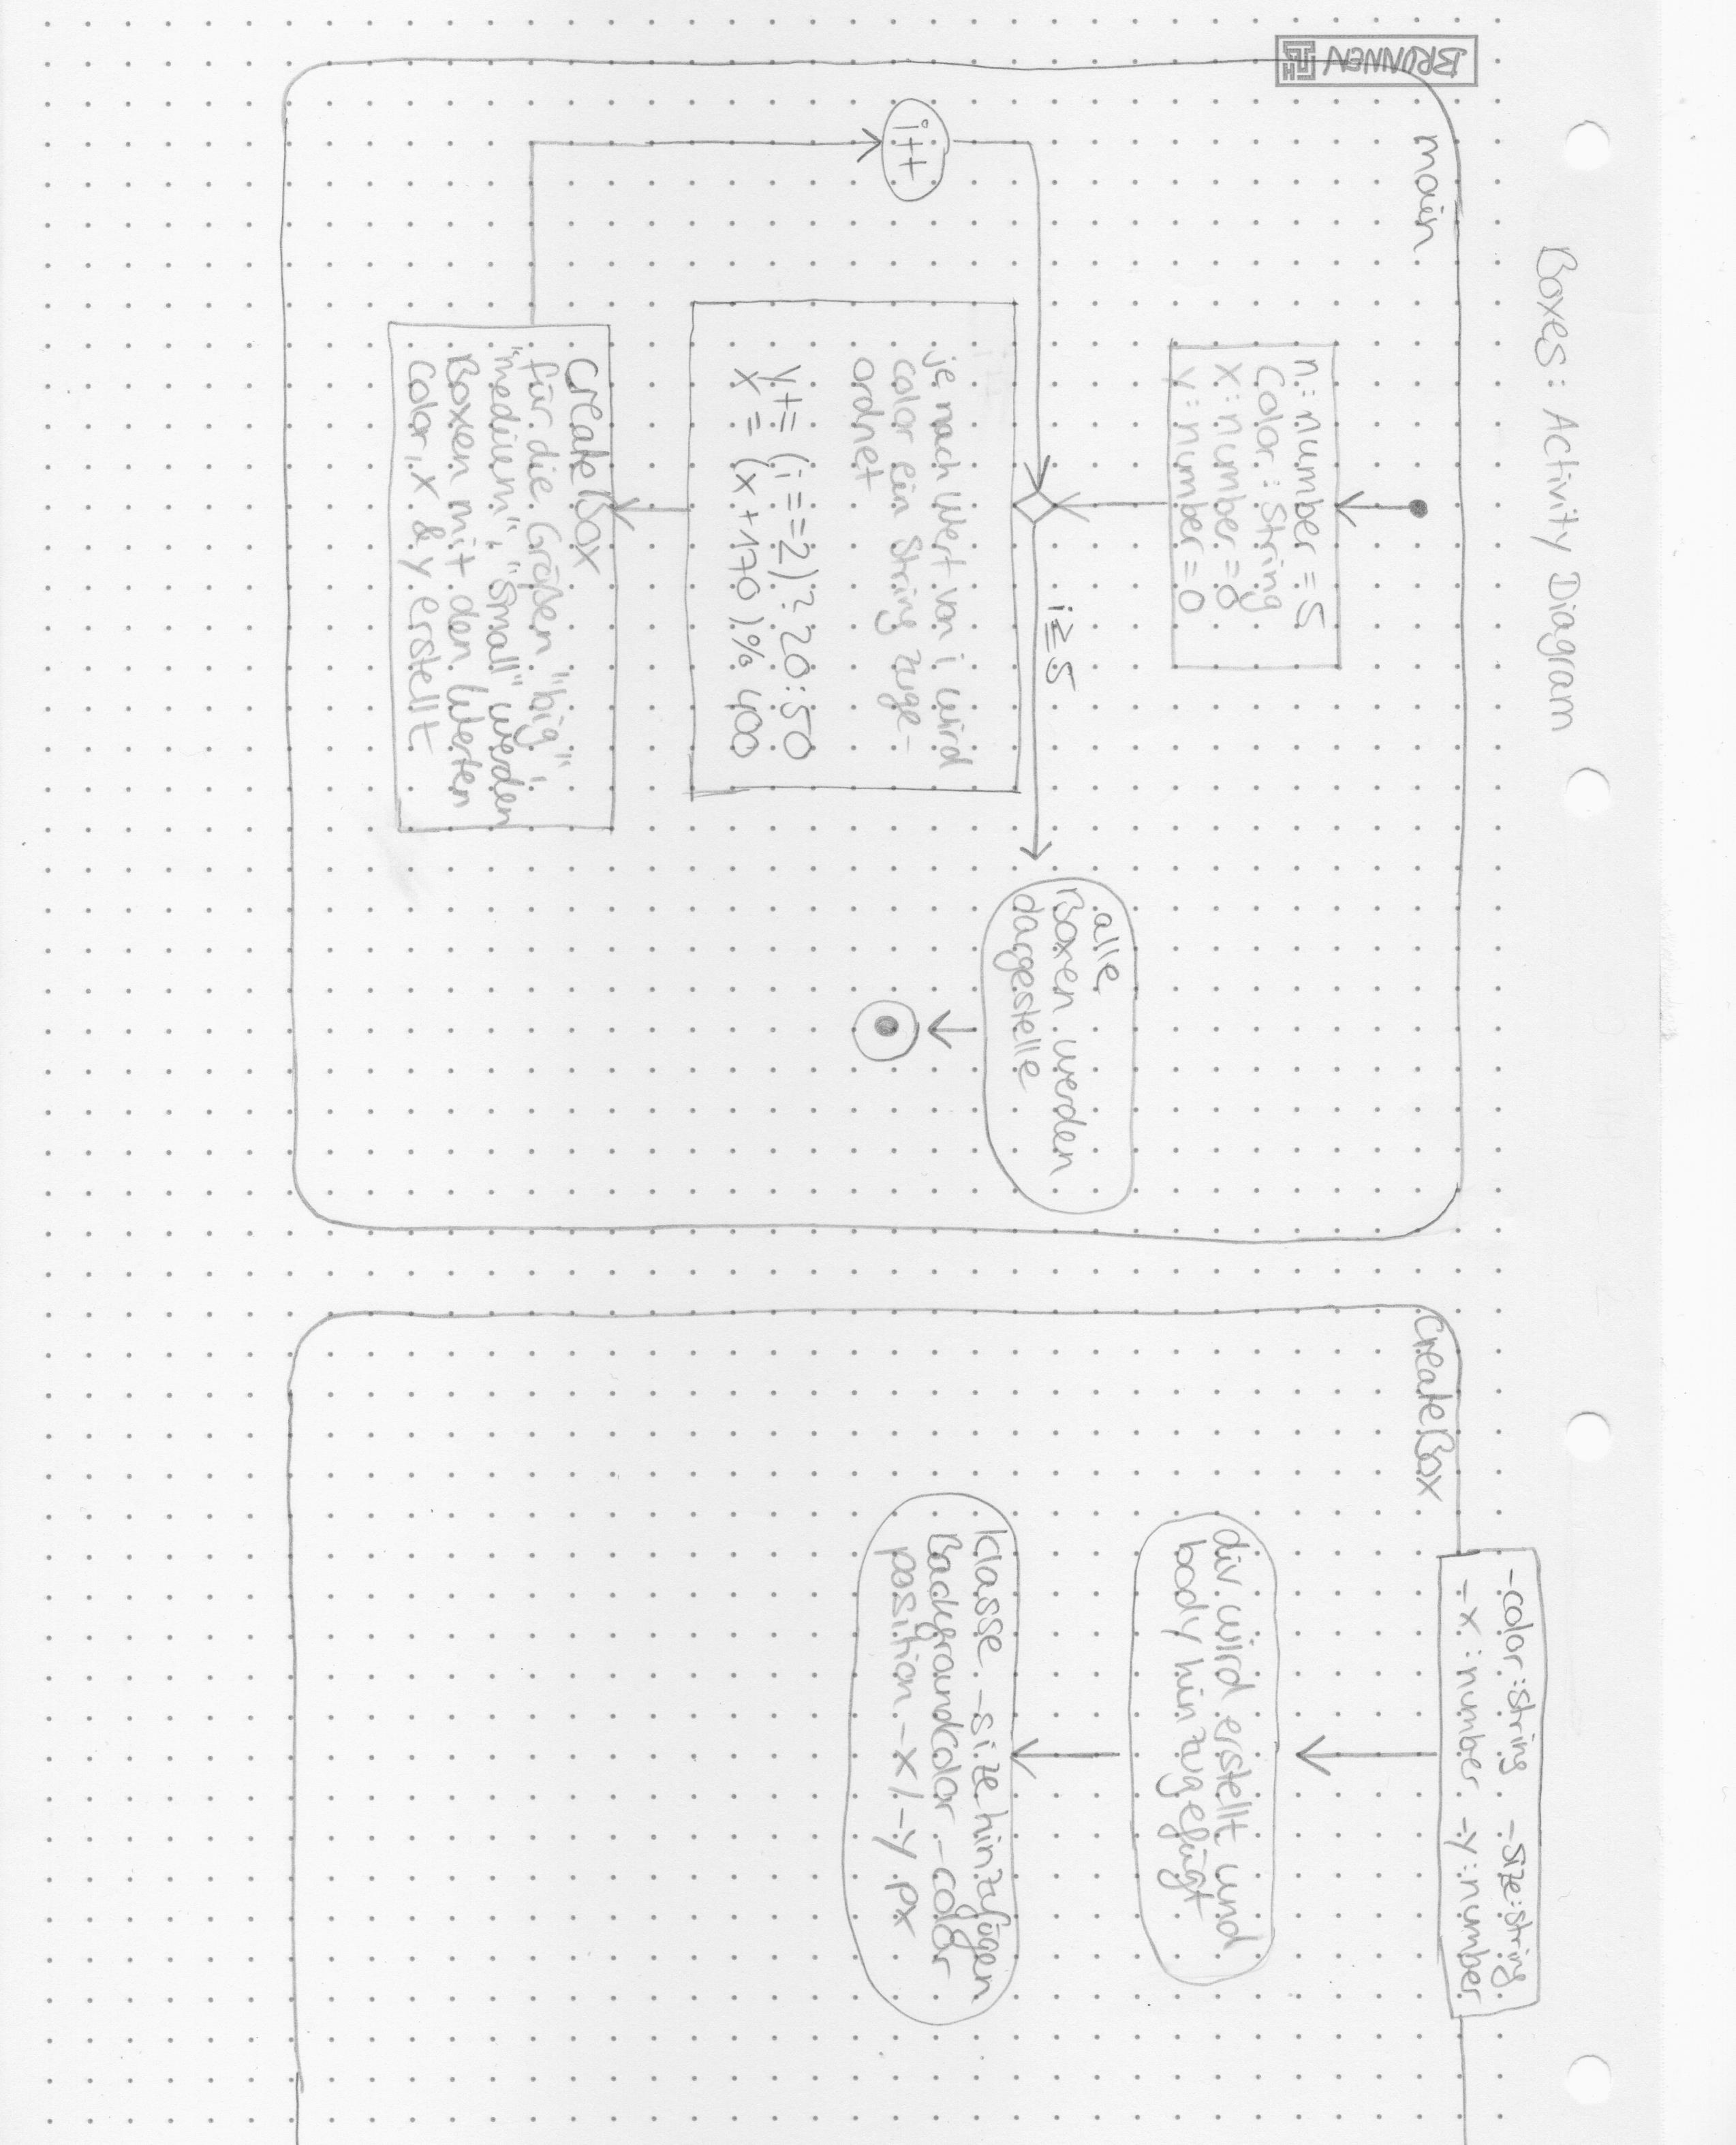 Boxes: Activity Diagram
BRUNNEN
main
n: number = 5
Color: String
x: number = 0
y: number = 0
i ≥ 5
alle
Boxen werden
dargestelle
je nach Wert von i wird
color ein String zuge-
ordnet
y += (i == 2)? 20:50
x = (x+170)% 400
CreateBox
für die Größen "big",
"medium", "small" werden
Boxen mit den Werten
Color, x & y erstellt
i++
CreateBox
-color:string -size:string
-x:number -y:number
div wird erstellt und
body hinzugefügt
klasse -size hinzufügen
Backgroundcolor -color
position -x / -y px